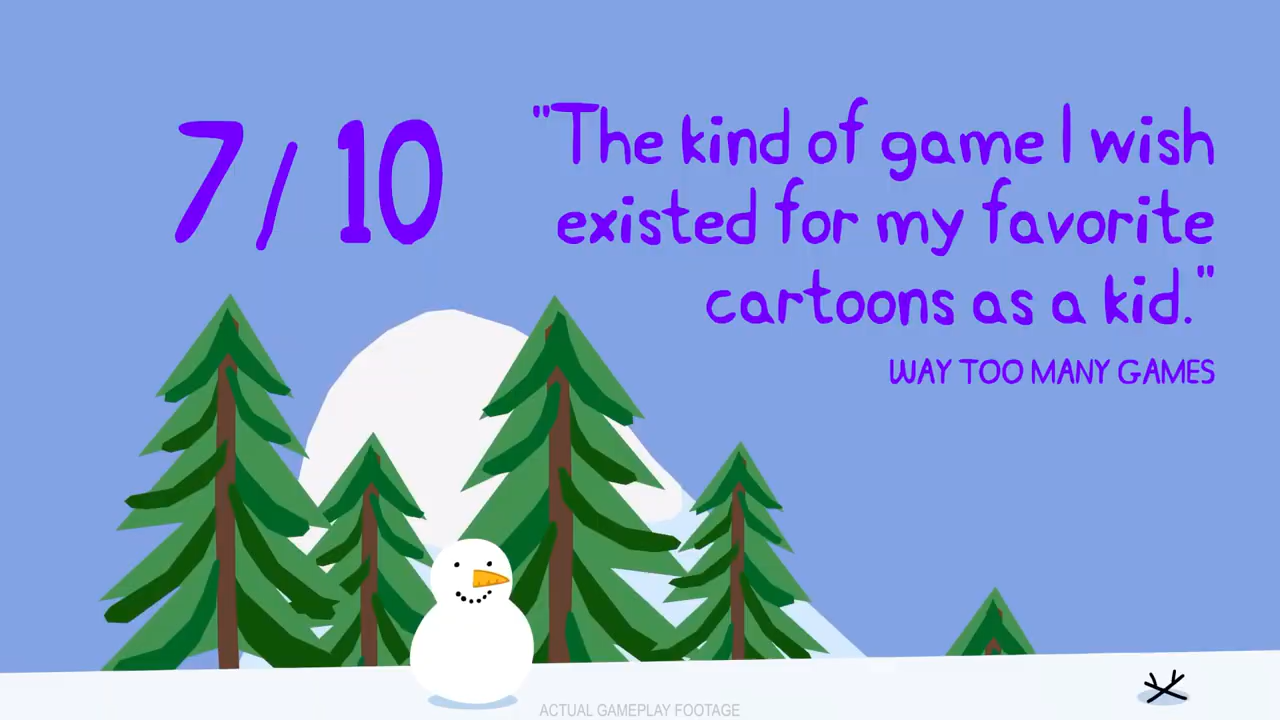 7/10
"The kind of game I wish
existed for my favorite
cartoons as a kid."
WAY TOO MANY GAMES
ACTUAL GAMEPLAY FOOTAGE